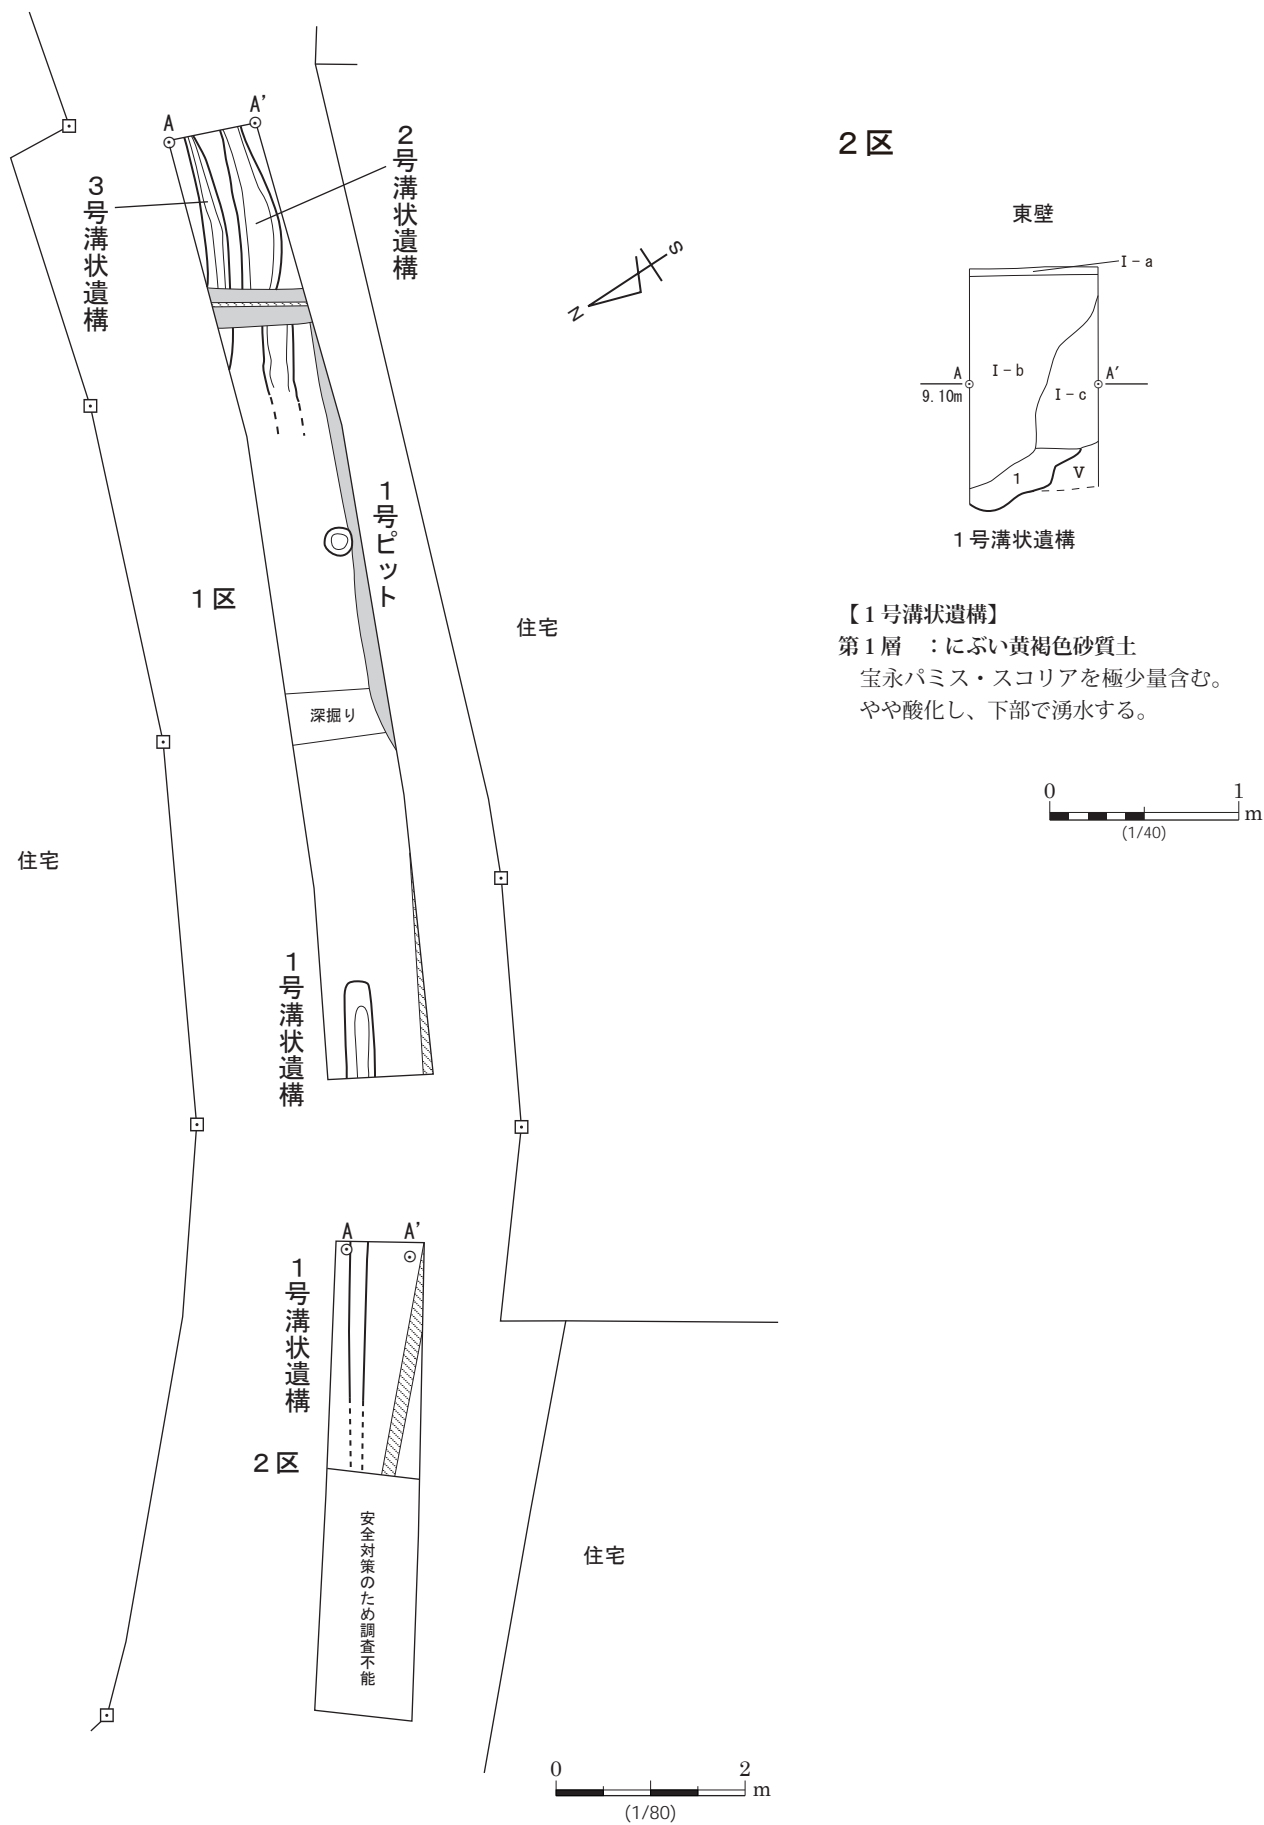 A
A'
2号溝状遺構
3号溝状遺構
N
S
1号ピット
1区
住宅
深掘り
住宅
1号溝状遺構
A
A'
1号溝状遺構
2区
安全対策のため調査不能
住宅
0
2
m
(1/80)
2区
東壁
I-a
I-b
A
9.10m
A'
I-c
1
V
1号溝状遺構
【1号溝状遺構】
第1層 :にぶい黄褐色砂質土
宝永パミス・スコリアを極少量含む。
やや酸化し、下部で湧水する。
0
1
m
(1/40)